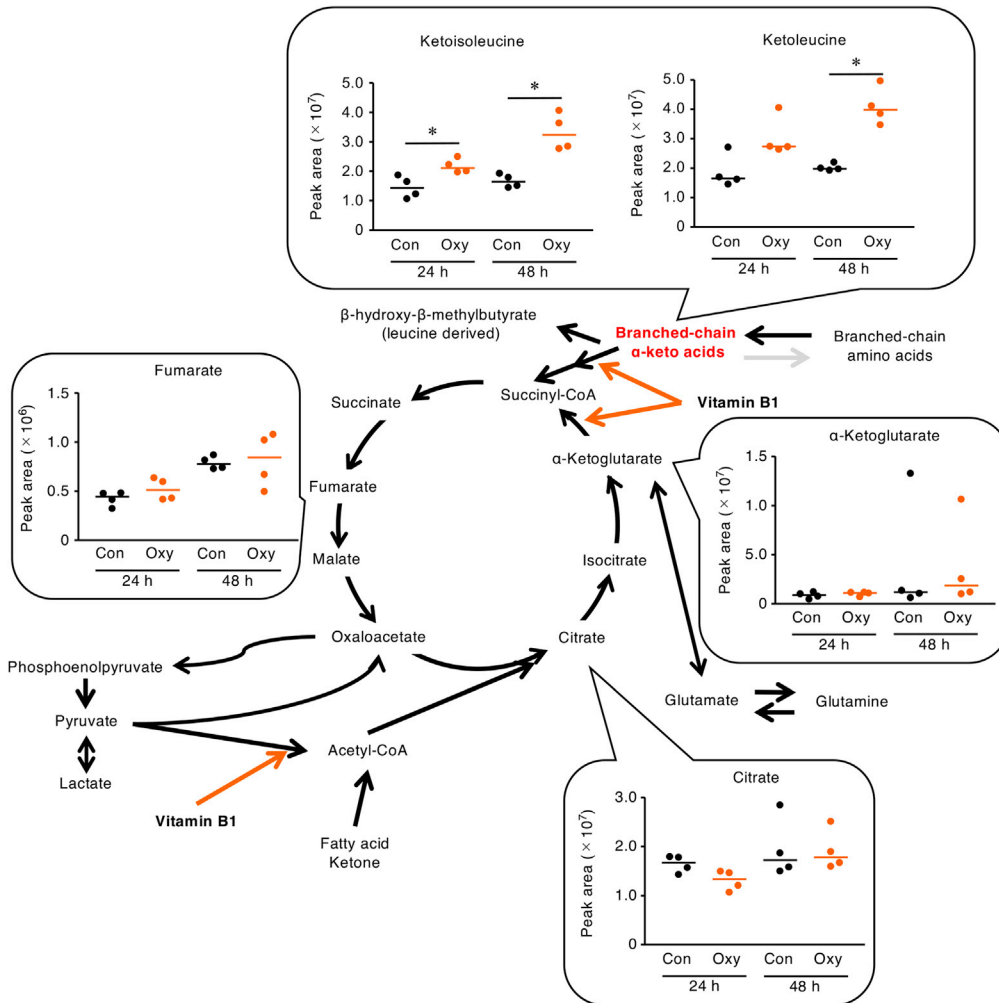 Ketoisoleucine
Peak area (×10⁷)
5.0
4.0
3.0
2.0
1.0
0
*
*
Con Oxy Con Oxy
24 h 48 h
Ketoleucine
Peak area (×10⁷)
5.0
4.0
3.0
2.0
1.0
0
*
Con Oxy Con Oxy
24 h 48 h
β-hydroxy-β-methylbutyrate
(leucine derived)
Branched-chain
α-keto acids
Branched-chain
amino acids
Succinyl-CoA
Vitamin B1
Succinate
Fumarate
Peak area (×10⁶)
1.5
1.0
0.5
0
Con Oxy Con Oxy
24 h 48 h
α-Ketoglutarate
α-Ketoglutarate
Peak area (×10⁷)
1.5
1.0
5.0
0
Con Oxy Con Oxy
24 h 48 h
Fumarate
Malate
Isocitrate
Oxaloacetate
Citrate
Phosphoenolpyruvate
Pyruvate
Lactate
Acetyl-CoA
Glutamate
Glutamine
Vitamin B1
Fatty acid
Ketone
Citrate
Peak area (×10⁷)
3.0
2.0
1.0
0
Con Oxy Con Oxy
24 h 48 h